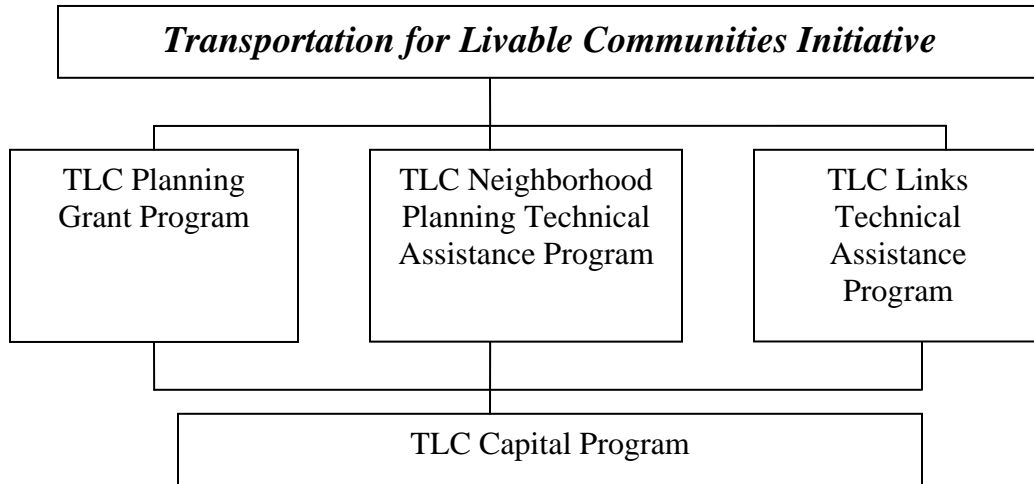 Transportation for Livable Communities Initiative
TLC Planning
Grant Program
TLC Neighborhood
Planning Technical
Assistance Program
TLC Links
Technical
Assistance
Program
TLC Capital Program